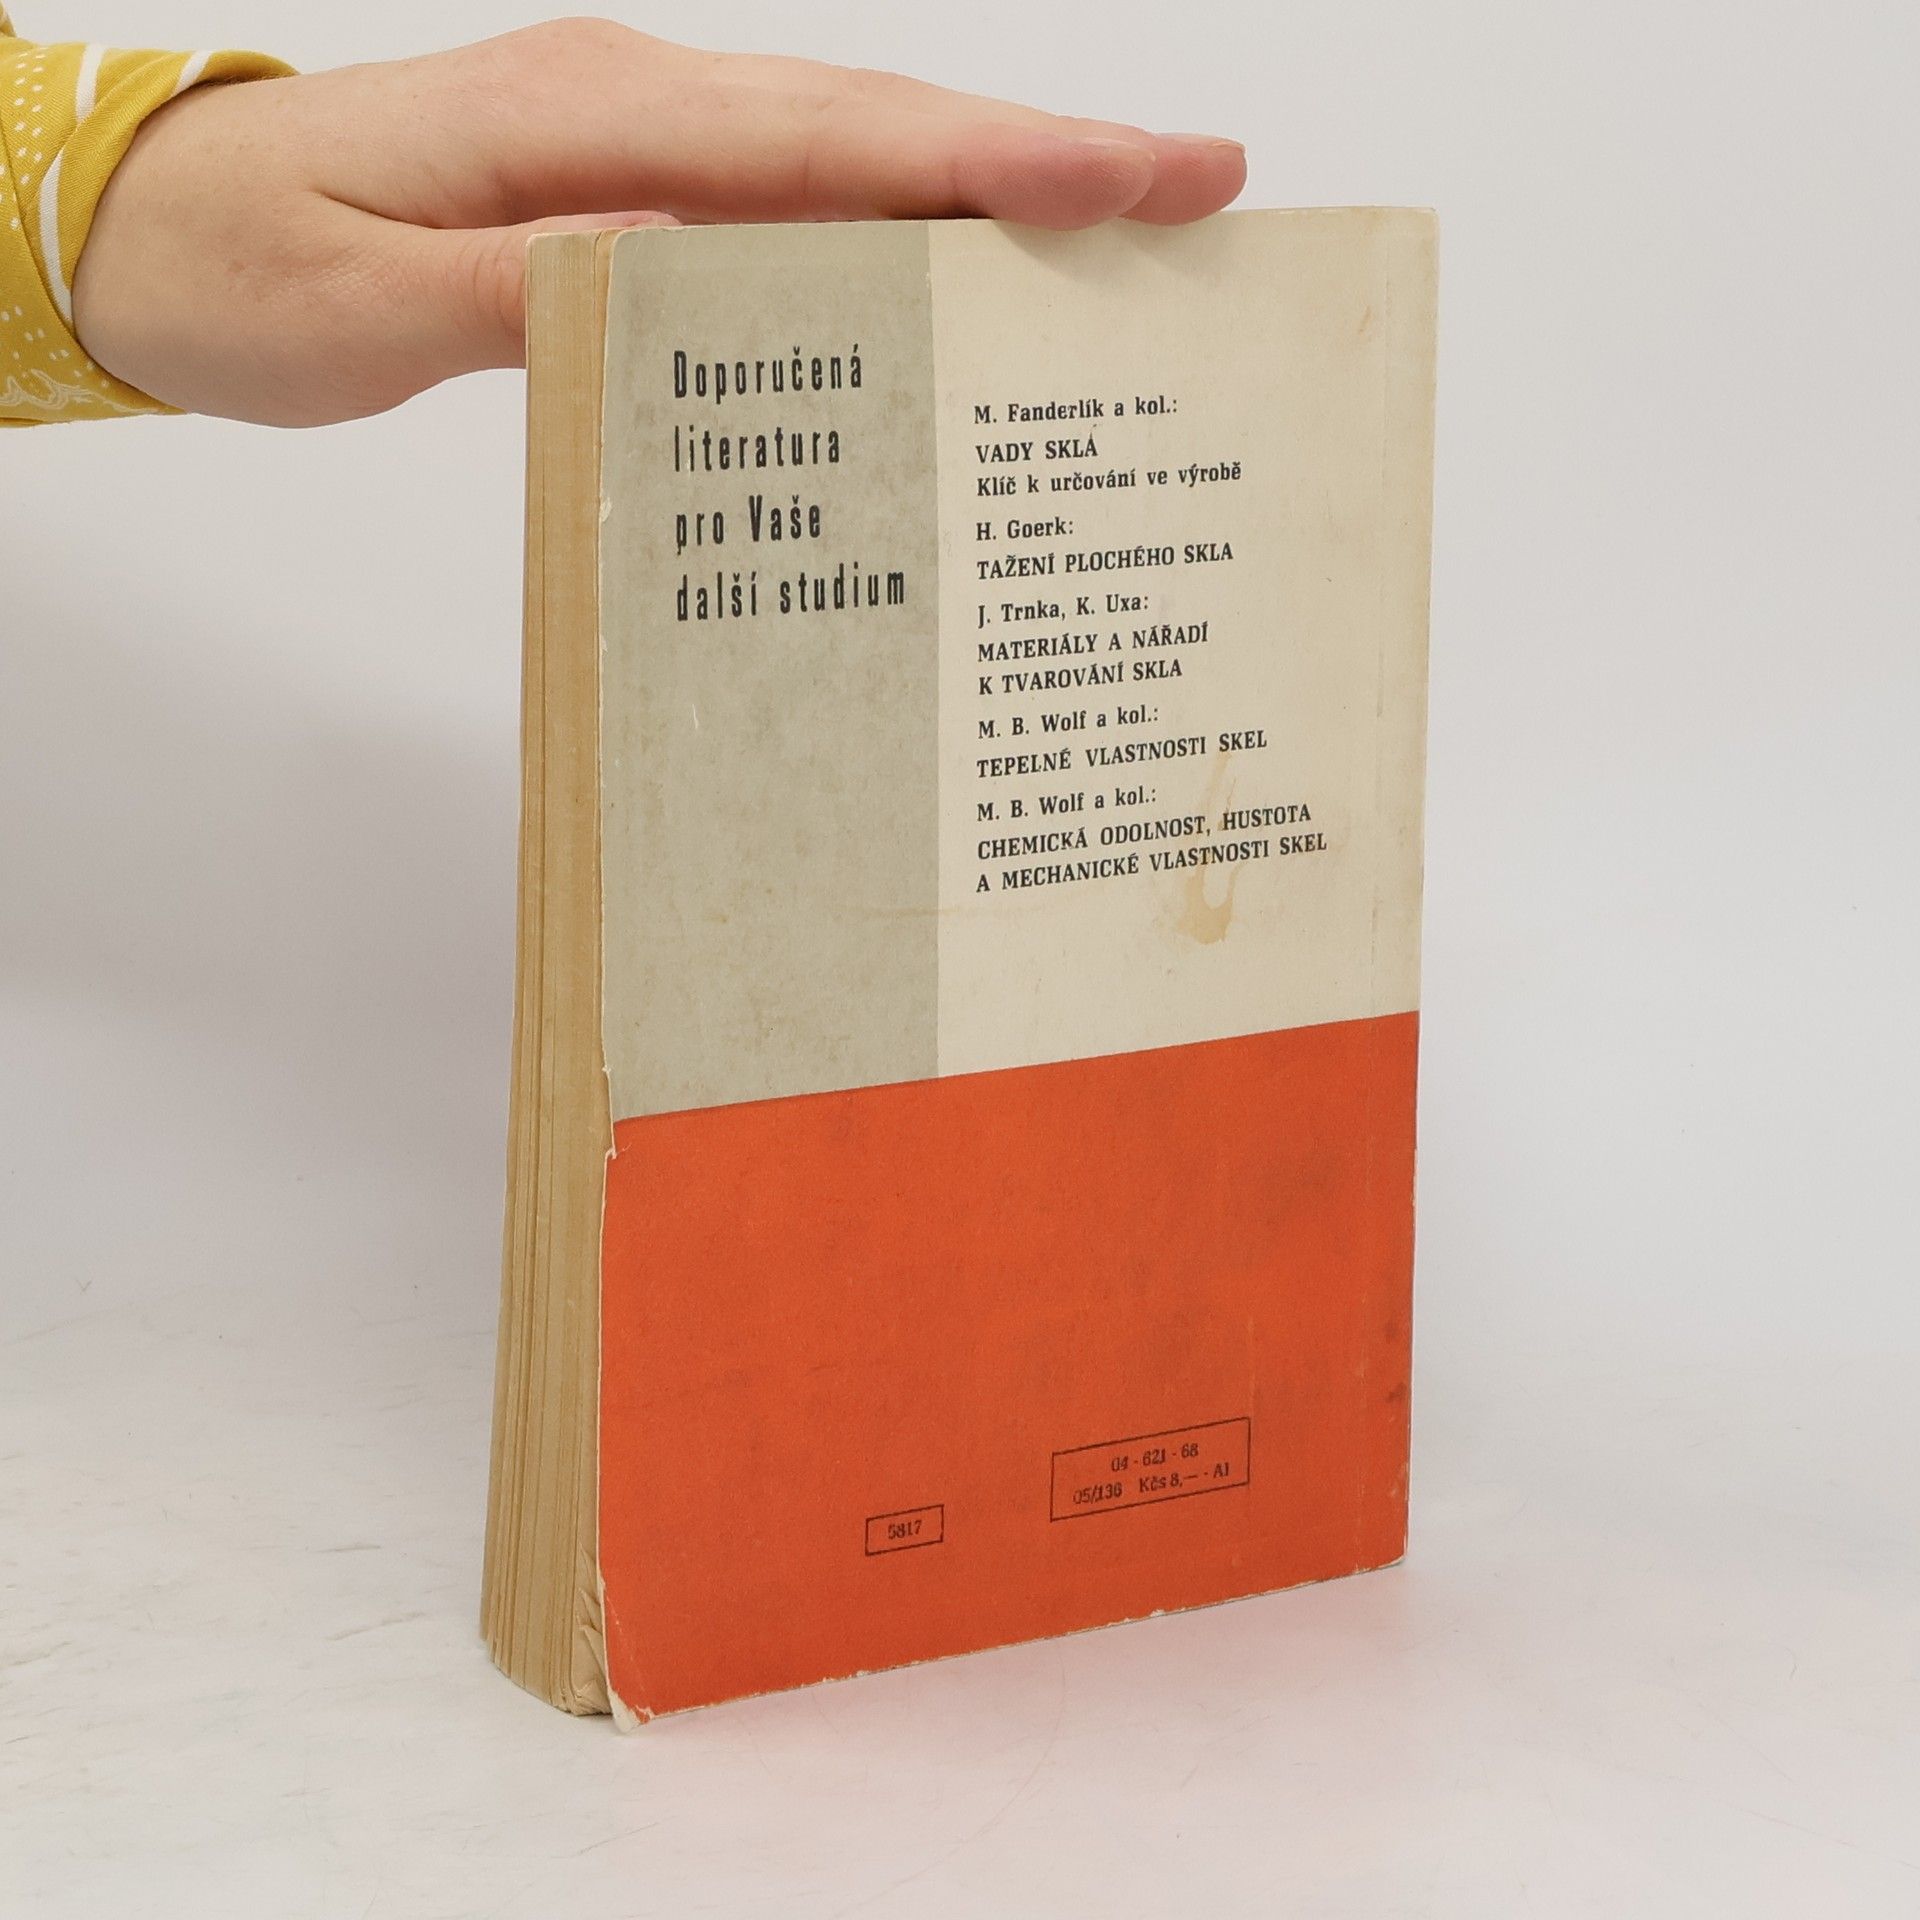 Doporučená
literatura
pro Vaše
další studium
M. Fanderlík a kol.:
VADY SKLA
Klíč k určování ve výrobě
H. Goerk:
TAŽENÍ PLOCHÉHO SKLA
J. Trnka, K. Uxa:
MATERIÁLY A NÁŘADÍ
K TVAROVÁNÍ SKLA
M. B. Wolf a kol.:
TEPELNÉ VLASTNOSTI SKEL
M. B. Wolf a kol.:
CHEMICKÁ ODOLNOST, HUSTOTA
A MECHANICKÉ VLASTNOSTI SKEL
04 - 621 - 68
05/136 Kčs 8,— - AI
5817